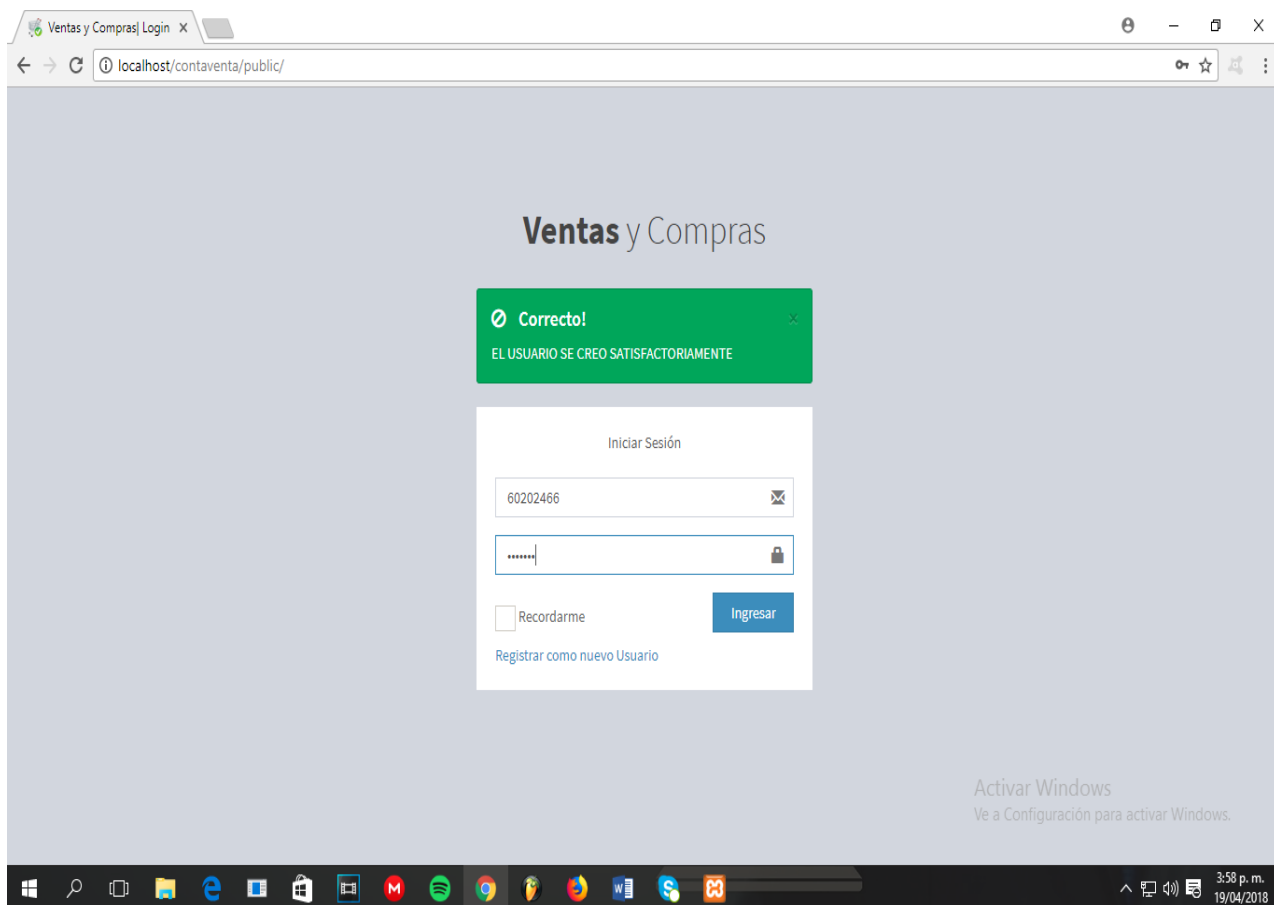 Ventas y Compras| Login
localhost/contaventa/public/
Ventas y Compras
Correcto!
EL USUARIO SE CREO SATISFACTORIAMENTE
Iniciar Sesión
60202466
Recordarme
Ingresar
Registrar como nuevo Usuario
Activar Windows
Ve a Configuración para activar Windows.
3:58 p. m.
19/04/2018